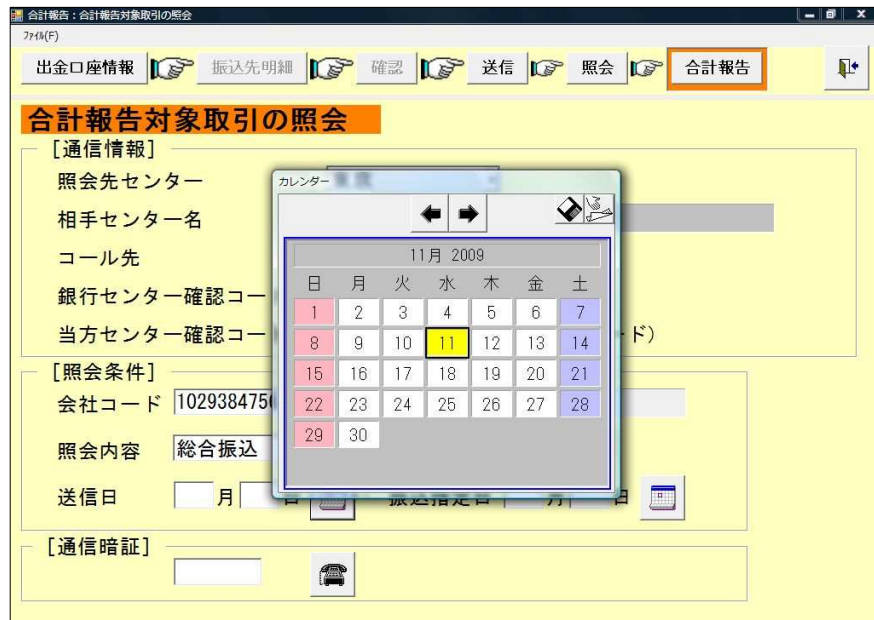 合計報告：合計報告対象取引の照会
ﾌｧｲﾙ(F)
出金口座情報 振込先明細 確認 送信 照会 合計報告
合計報告対象取引の照会
[通信情報]
照会先センター
相手センター名
コール先
銀行センター確認コー
当方センター確認コー ド)
カレンダー
11月 2009
日 月 火 水 木 金 土
1 2 3 4 5 6 7
8 9 10 11 12 13 14
15 16 17 18 19 20 21
22 23 24 25 26 27 28
29 30
[照会条件]
会社コード 102938475
照会内容 総合振込
送信日 月 日 振込指定日 月 日
[通信暗証]